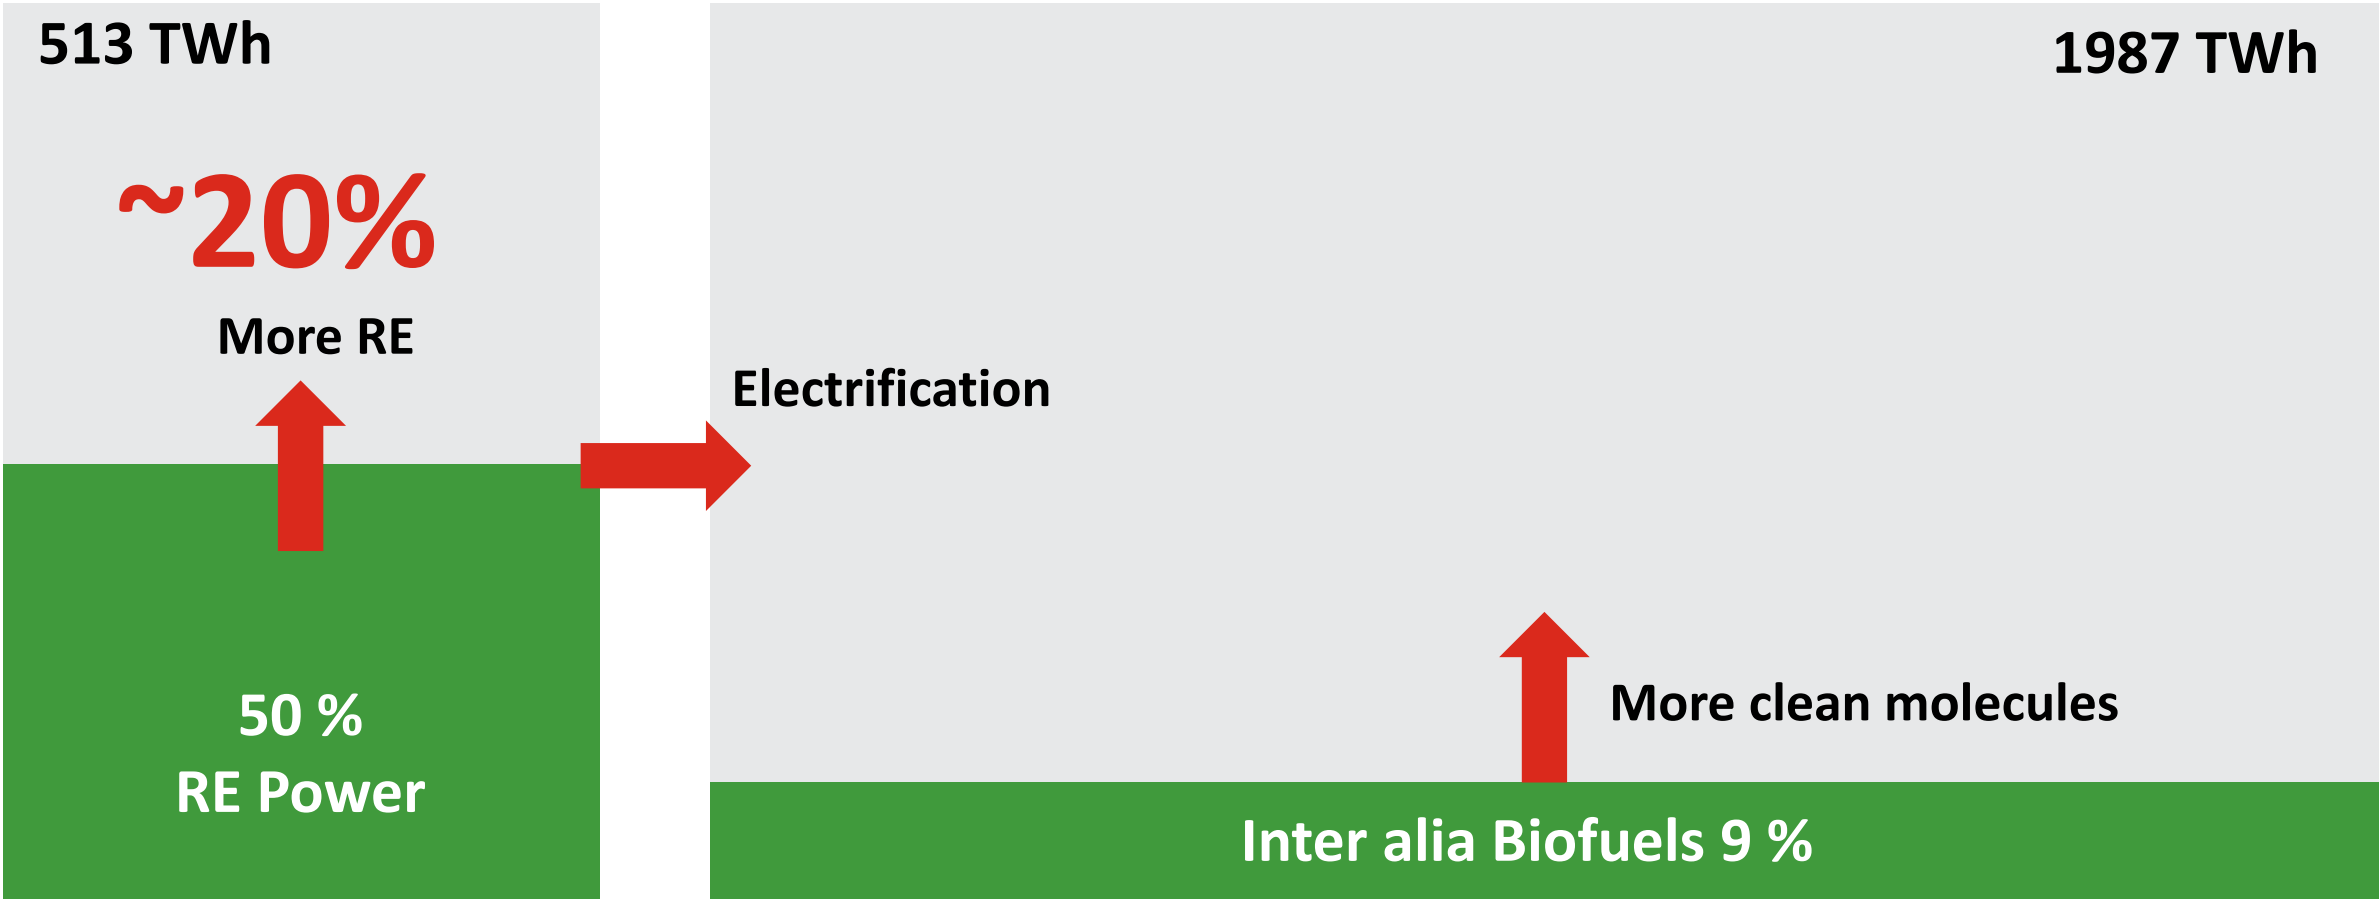 513 TWh
~20%
More RE
50 %
RE Power
1987 TWh
Electrification
More clean molecules
Inter alia Biofuels 9 %